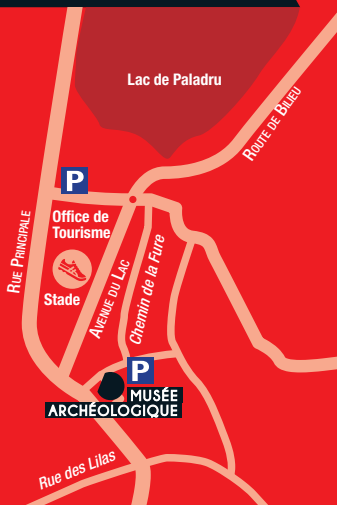 Lac de Paladru
ROUTE DE BILIEU
P
Office de
Tourisme
RUE PRINCIPALE
Stade
AVENUE DU LAC
Chemin de la Fure
P
MUSÉE
ARCHÉOLOGIQUE
Rue des Lilas